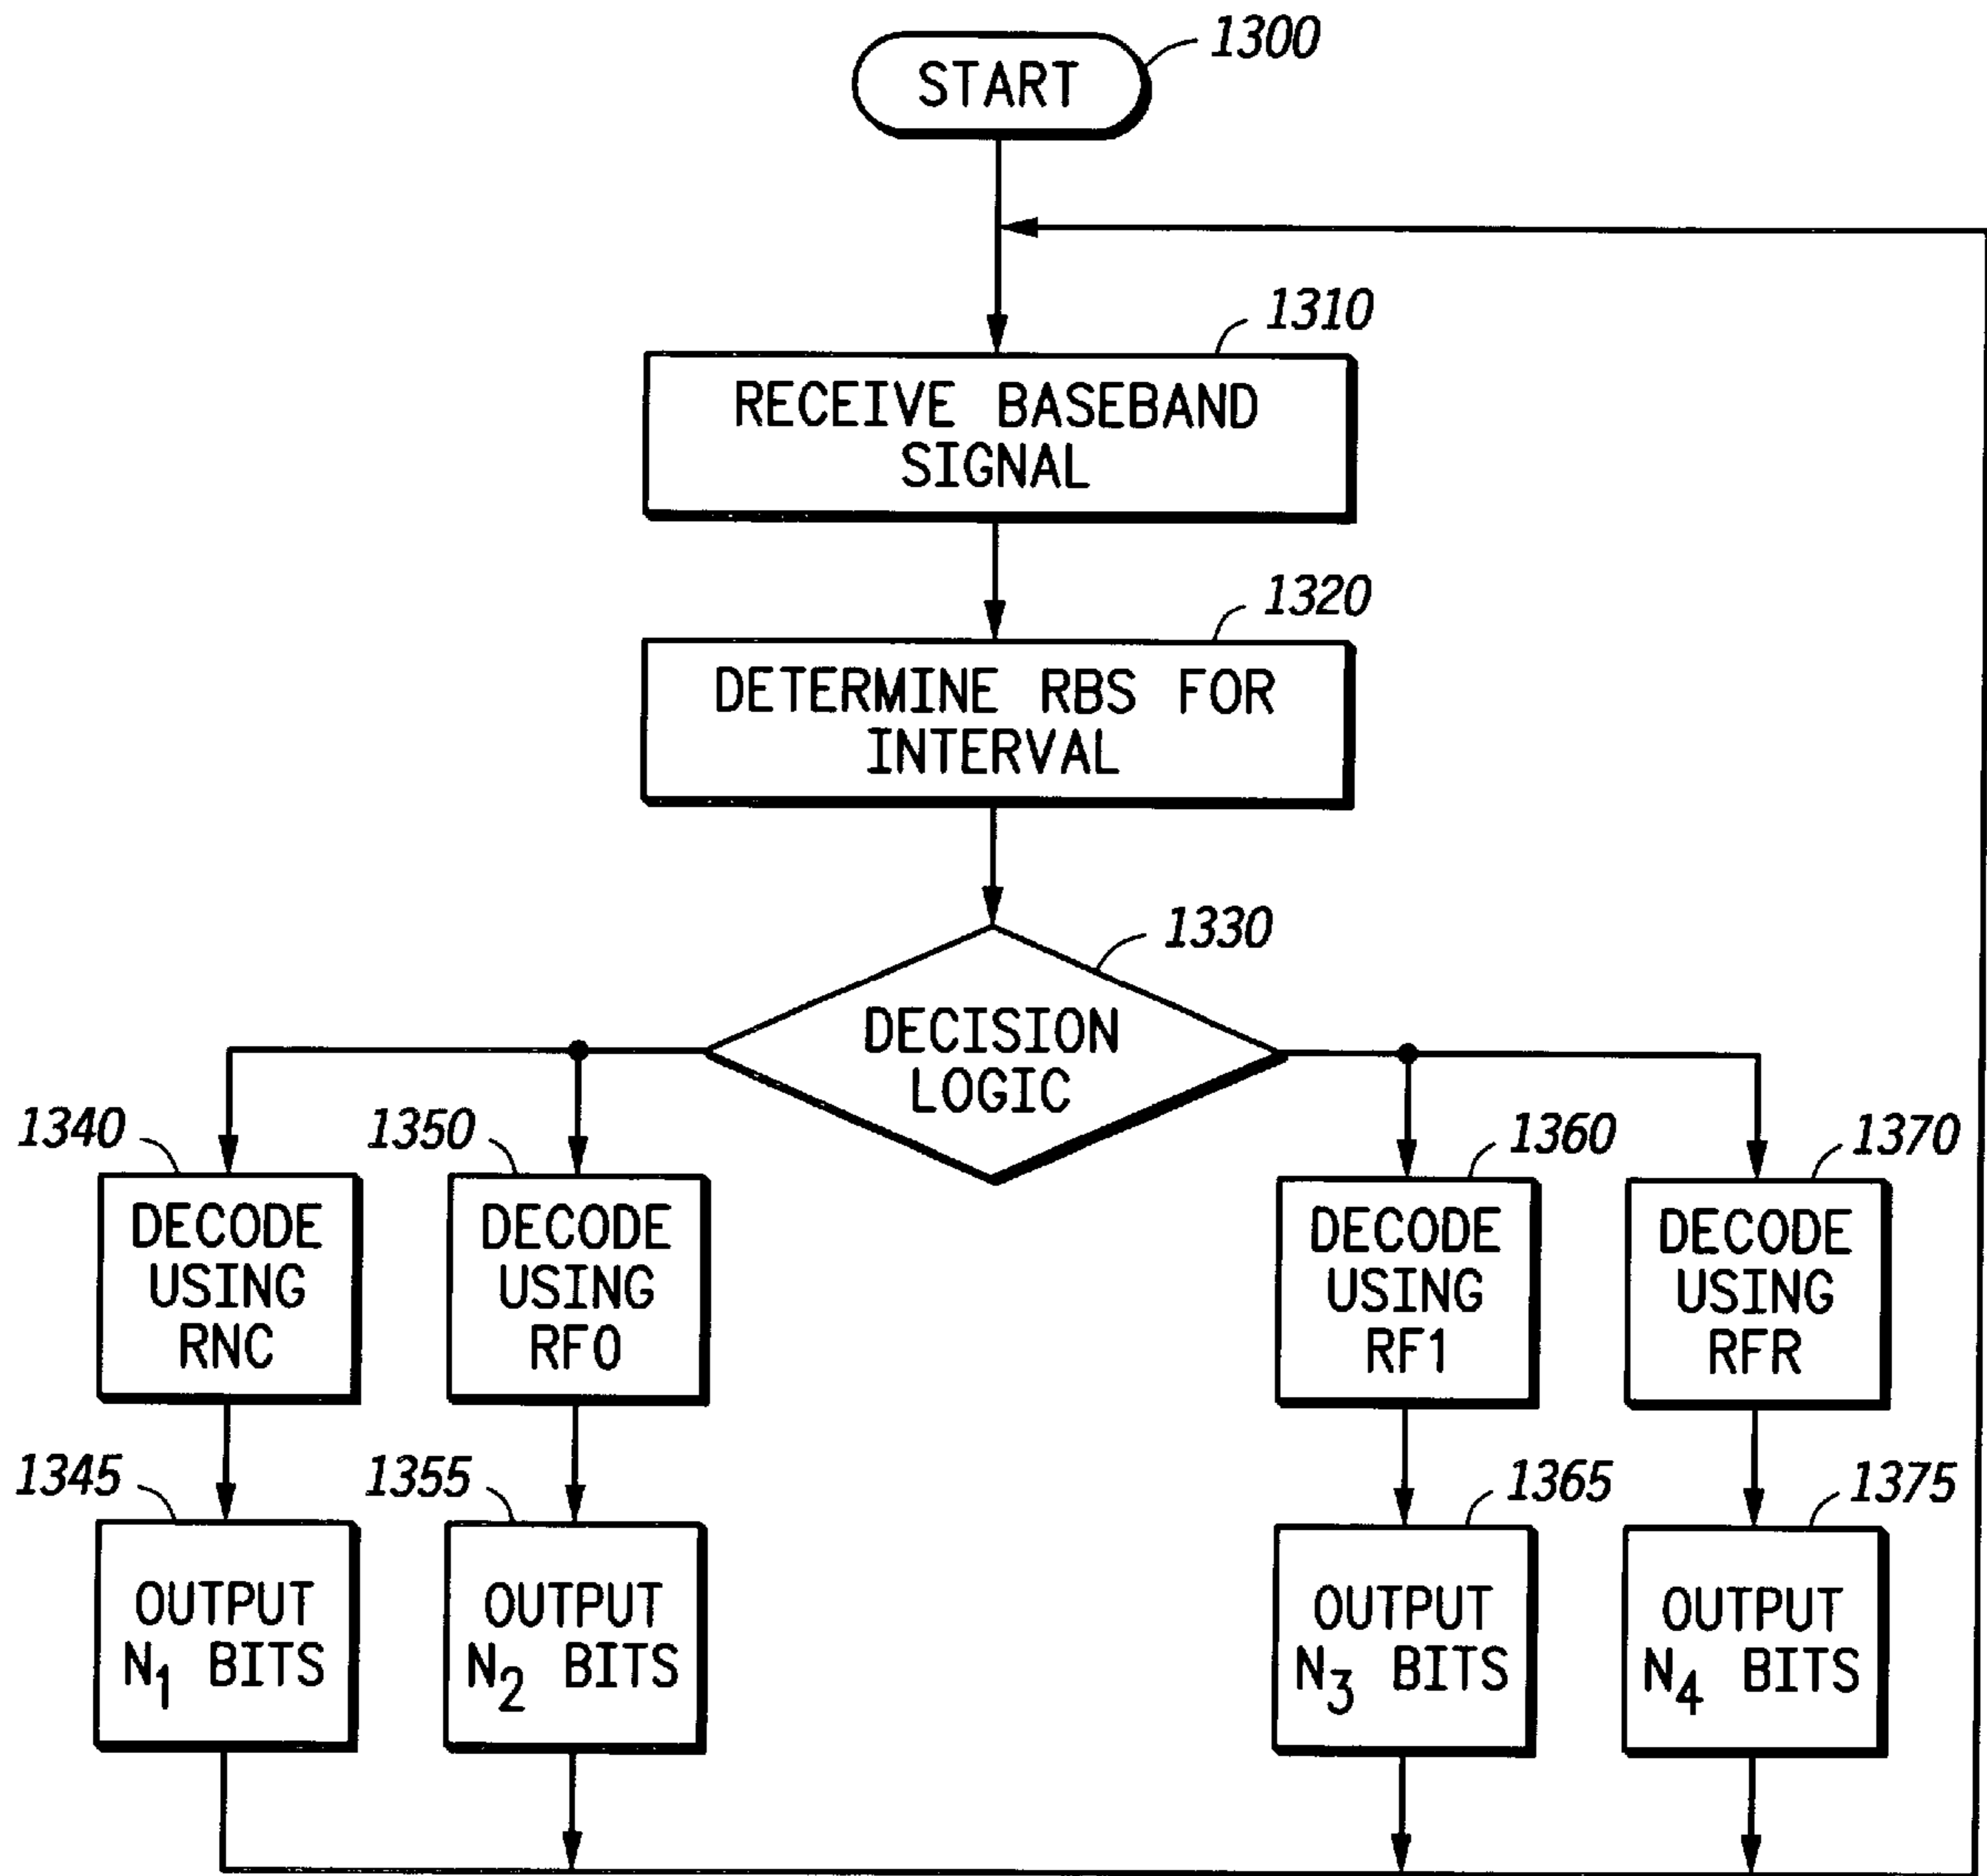 1300
START
1310
RECEIVE BASEBAND
SIGNAL
1320
DETERMINE RBS FOR
INTERVAL
1330
DECISION
LOGIC
1340
DECODE
USING
RNC
1350
DECODE
USING
RF0
1360
DECODE
USING
RF1
1370
DECODE
USING
RFR
1345
OUTPUT
N1 BITS
1355
OUTPUT
N2 BITS
1365
OUTPUT
N3 BITS
1375
OUTPUT
N4 BITS